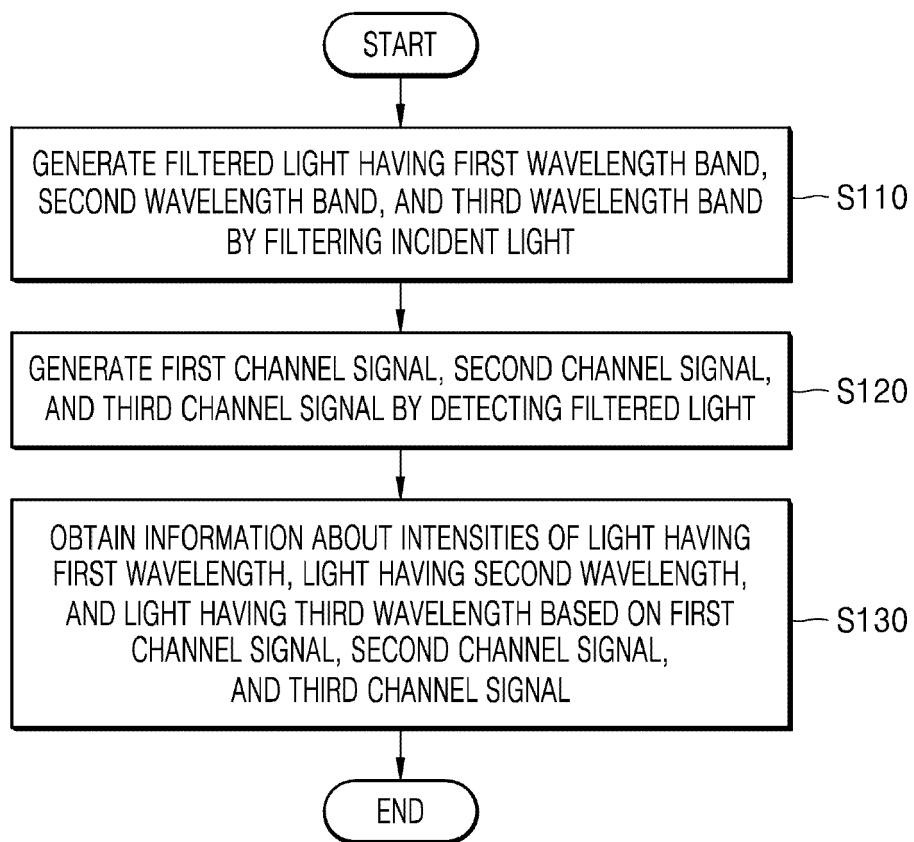 START
GENERATE FILTERED LIGHT HAVING FIRST WAVELENGTH BAND,
SECOND WAVELENGTH BAND, AND THIRD WAVELENGTH BAND
BY FILTERING INCIDENT LIGHT
S110
GENERATE FIRST CHANNEL SIGNAL, SECOND CHANNEL SIGNAL,
AND THIRD CHANNEL SIGNAL BY DETECTING FILTERED LIGHT
S120
OBTAIN INFORMATION ABOUT INTENSITIES OF LIGHT HAVING
FIRST WAVELENGTH, LIGHT HAVING SECOND WAVELENGTH,
AND LIGHT HAVING THIRD WAVELENGTH BASED ON FIRST
CHANNEL SIGNAL, SECOND CHANNEL SIGNAL,
AND THIRD CHANNEL SIGNAL
S130
END